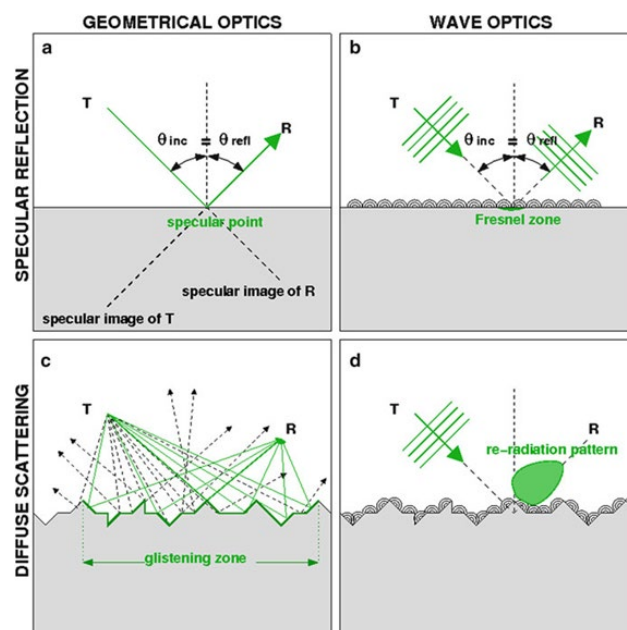 GEOMETRICAL OPTICS
WAVE OPTICS
SPECULAR REFLECTION
a
T
θ inc = θ refl
R
specular point
specular image of R
specular image of T
b
T
θ inc = θ refl
R
Fresnel zone
DIFFUSE SCATTERING
c
T
R
glistening zone
d
T
R
re-radiation pattern